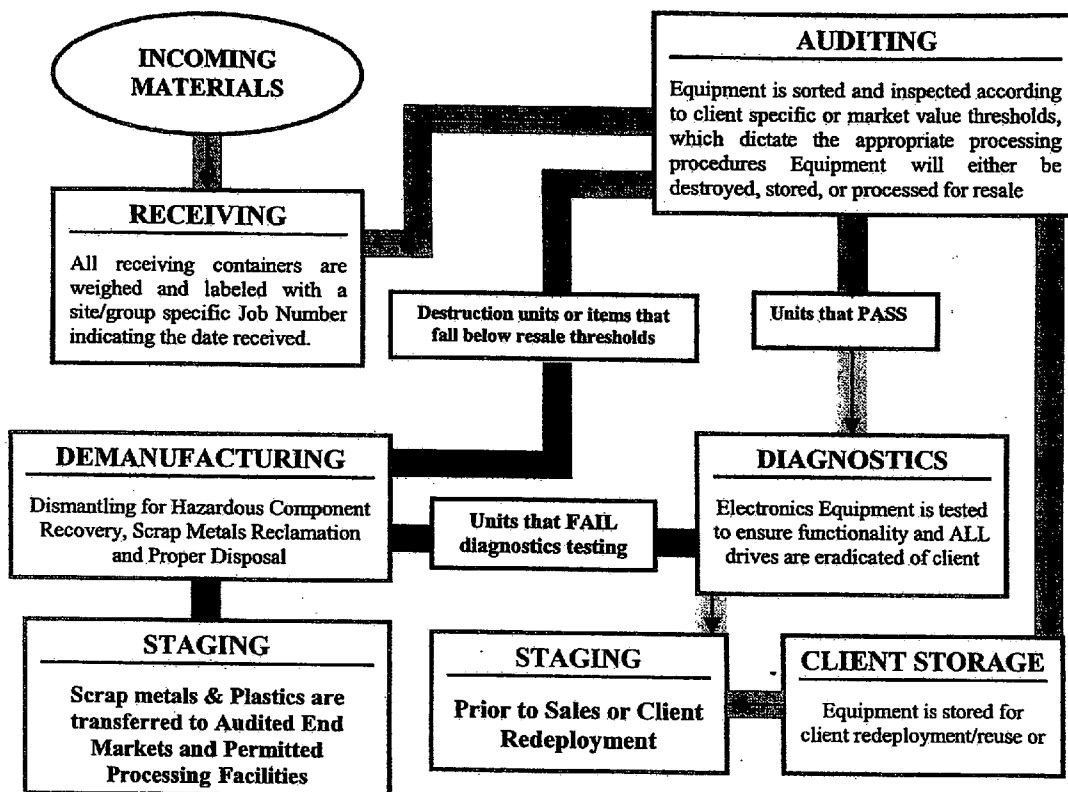 INCOMING
MATERIALS
RECEIVING
All receiving containers are
weighed and labeled with a
site/group specific Job Number
indicating the date received.
AUDITING
Equipment is sorted and inspected according
to client specific or market value thresholds,
which dictate the appropriate processing
procedures Equipment will either be
destroyed, stored, or processed for resale
Destruction units or items that
fall below resale thresholds
Units that PASS
DEMANUFACTURING
Dismantling for Hazardous Component
Recovery, Scrap Metals Reclamation
and Proper Disposal
Units that FAIL
diagnostics testing
DIAGNOSTICS
Electronics Equipment is tested
to ensure functionality and ALL
drives are eradicated of client
STAGING
Scrap metals & Plastics are
transferred to Audited End
Markets and Permitted
Processing Facilities
STAGING
Prior to Sales or Client
Redeployment
CLIENT STORAGE
Equipment is stored for
client redeployment/reuse or